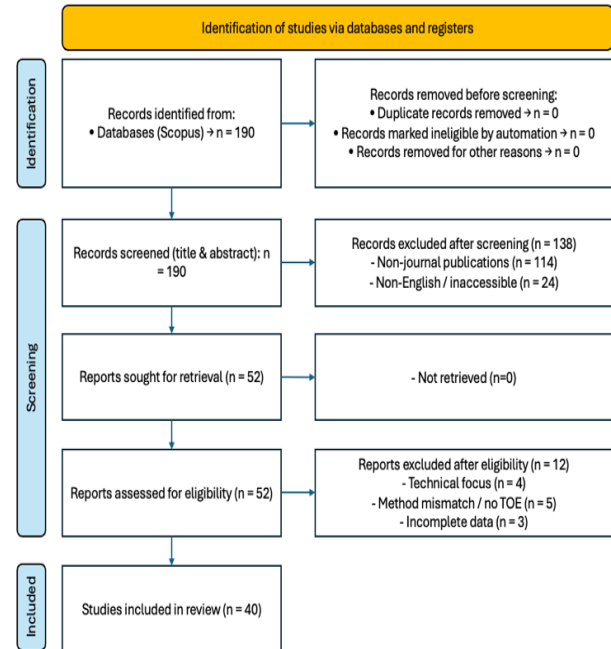 Identification of studies via databases and registers
Identification
Records identified from:
• Databases (Scopus) → n = 190
Records removed before screening:
• Duplicate records removed → n = 0
• Records marked ineligible by automation → n = 0
• Records removed for other reasons → n = 0
Screening
Records screened (title & abstract): n
= 190
Records excluded after screening (n = 138)
- Non-journal publications (n = 114)
- Non-English / inaccessible (n = 24)
Reports sought for retrieval (n = 52)
- Not retrieved (n=0)
Reports assessed for eligibility (n = 52)
Reports excluded after eligibility (n = 12)
- Technical focus (n = 4)
- Method mismatch / no TOE (n = 5)
- Incomplete data (n = 3)
Included
Studies included in review (n = 40)